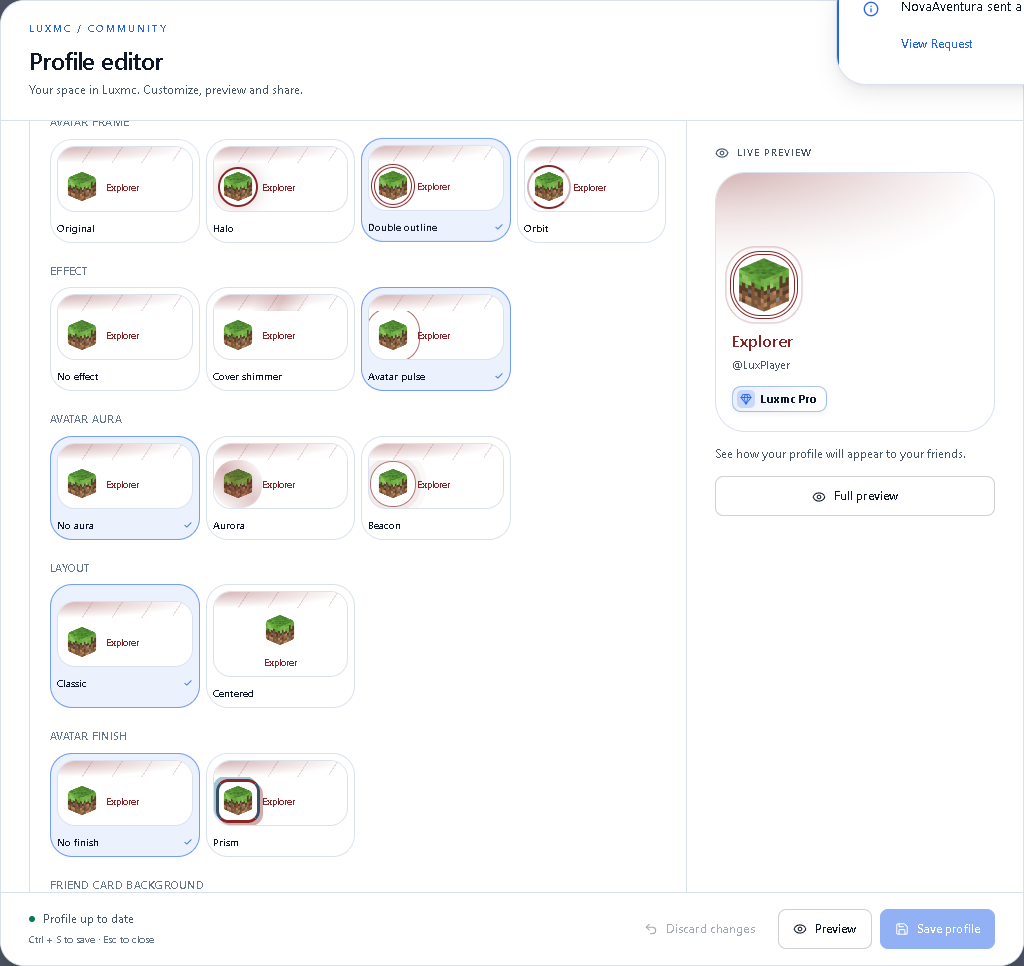 LUXMC / COMMUNITY
Profile editor
Your space in Luxmc. Customize, preview and share.
NovaAventura sent a
View Request
AVATAR FRAME
Explorer
Explorer
Explorer
Explorer
Original
Halo
Double outline
Orbit
EFFECT
Explorer
Explorer
Explorer
No effect
Cover shimmer
Avatar pulse
AVATAR AURA
Explorer
Explorer
Explorer
No aura
Aurora
Beacon
LAYOUT
Explorer
Explorer
Classic
Centered
AVATAR FINISH
Explorer
Explorer
No finish
Prism
FRIEND CARD BACKGROUND
LIVE PREVIEW
Explorer
@LuxPlayer
Luxmc Pro
See how your profile will appear to your friends.
Full preview
Profile up to date
Ctrl + S to save · Esc to close
Discard changes
Preview
Save profile